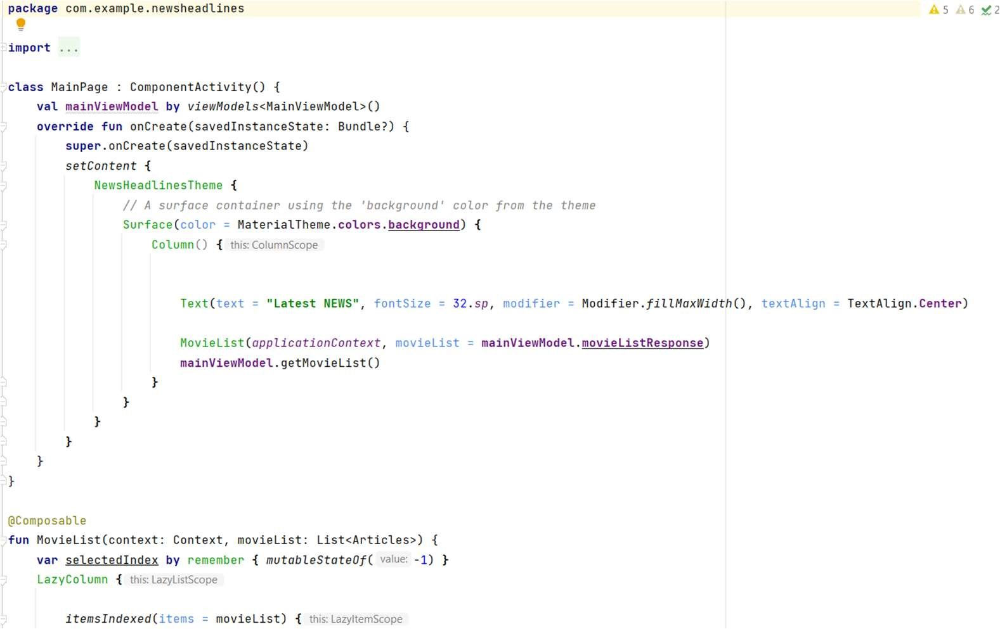 package com.example.newsheadlines 5 6 2
import ...
class MainPage : ComponentActivity() {
val mainViewModel by viewModels<MainViewModel>()
override fun onCreate(savedInstanceState: Bundle?) {
super.onCreate(savedInstanceState)
setContent {
NewsHeadlinesTheme {
// A surface container using the 'background' color from the theme
Surface(color = MaterialTheme.colors.background) {
Column() { this: ColumnScope
Text(text = "Latest NEWS", fontSize = 32.sp, modifier = Modifier.fillMaxWidth(), textAlign = TextAlign.Center)
MovieList(applicationContext, movieList = mainViewModel.movieListResponse)
mainViewModel.getMovieList()
}
}
}
}
}
}
@Composable
fun MovieList(context: Context, movieList: List<Articles>) {
var selectedIndex by remember { mutableStateOf( value: -1) }
LazyColumn { this: LazyListScope
itemsIndexed(items = movieList) { this: LazyItemScope